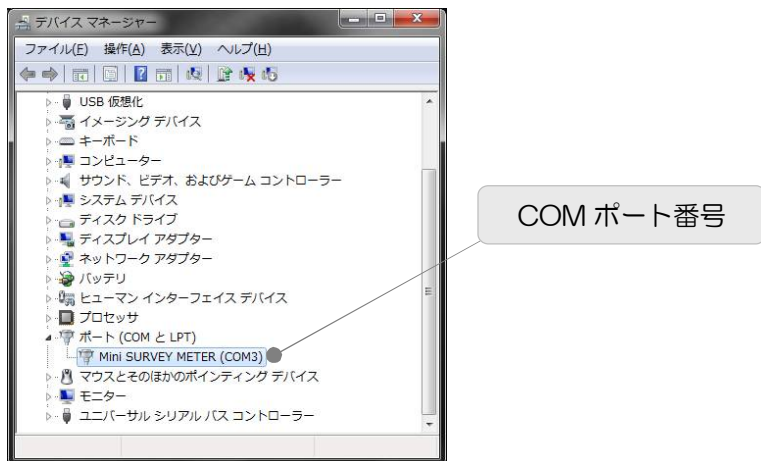 デバイス マネージャー
ファイル(F) 操作(A) 表示(V) ヘルプ(H)
USB 仮想化
イメージング デバイス
キーボード
コンピューター
サウンド、ビデオ、およびゲーム コントローラー
システム デバイス
ディスク ドライブ
ディスプレイ アダプター
ネットワーク アダプター
バッテリ
ヒューマン インターフェイス デバイス
プロセッサ
ポート (COM と LPT)
Mini SURVEY METER (COM3)
マウスとそのほかのポインティング デバイス
モニター
ユニバーサル シリアル バス コントローラー
COM ポート番号